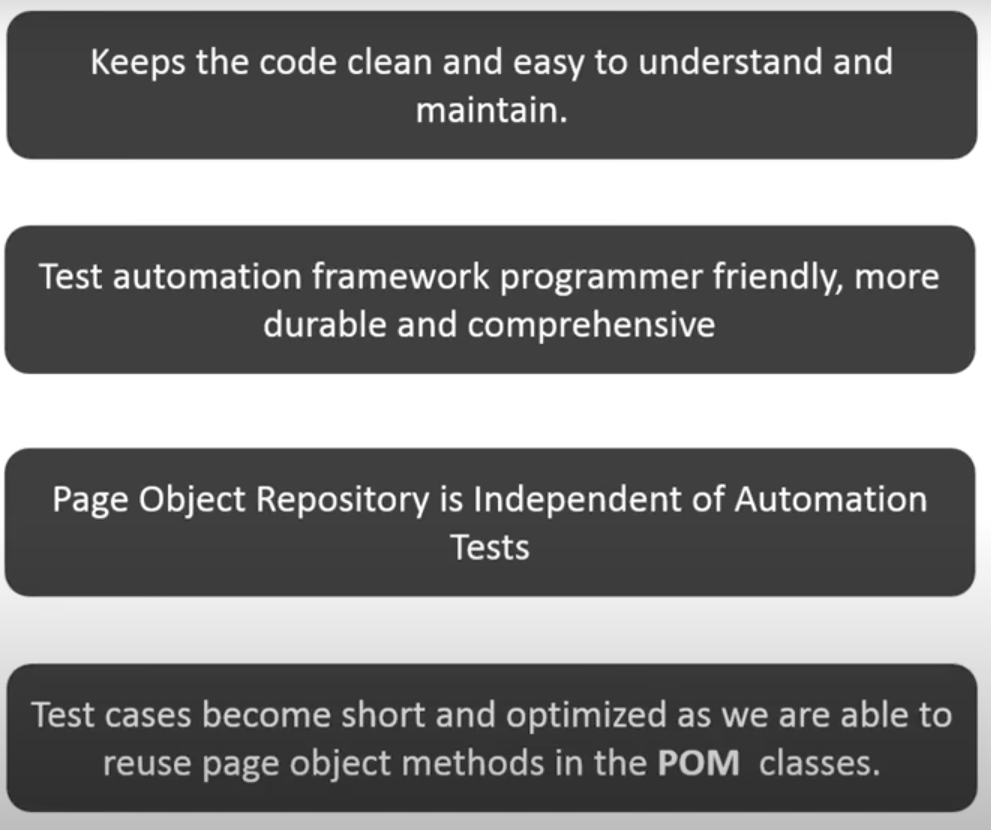 Keeps the code clean and easy to understand and
maintain.
Test automation framework programmer friendly, more
durable and comprehensive
Page Object Repository is Independent of Automation
Tests
Test cases become short and optimized as we are able to
reuse page object methods in the POM classes.